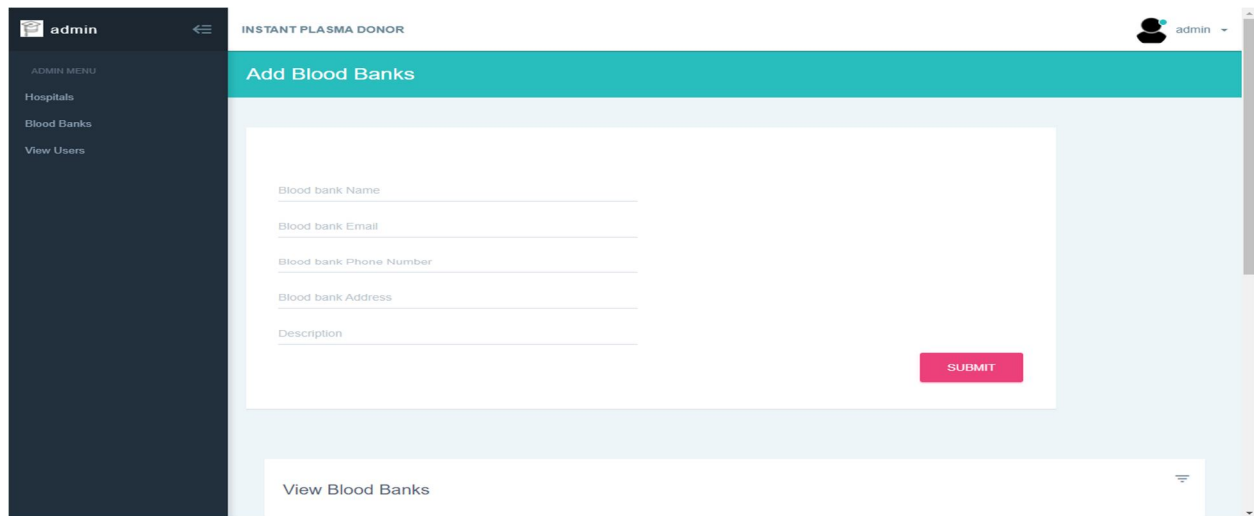 admin
INSTANT PLASMA DONOR
admin
ADMIN MENU
Hospitals
Blood Banks
View Users
Add Blood Banks
Blood bank Name
Blood bank Email
Blood bank Phone Number
Blood bank Address
Description
SUBMIT
View Blood Banks